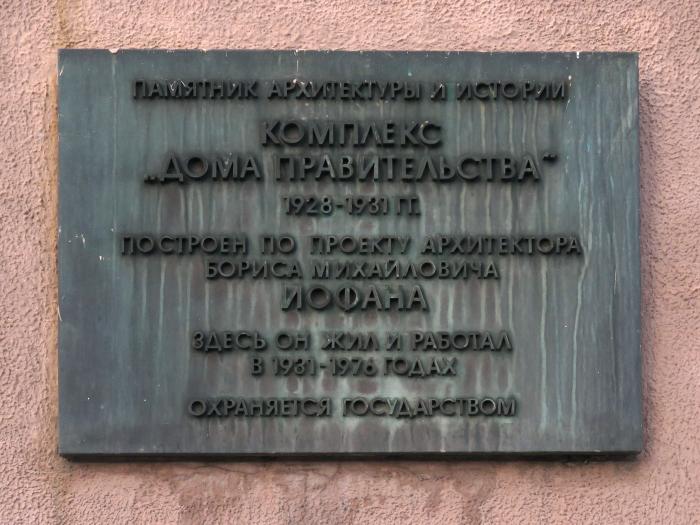 ПАМЯТНИК АРХИТЕКТУРЫ И ИСТОРИИ
КОМПЛЕКС
„ДОМА ПРАВИТЕЛЬСТВА“
1928-1931 ГГ.
ПОСТРОЕН ПО ПРОЕКТУ АРХИТЕКТОРА
БОРИСА МИХАЙЛОВИЧА
ИОФАНА
ЗДЕСЬ ОН ЖИЛ И РАБОТАЛ
В 1931-1976 ГОДАХ
ОХРАНЯЕТСЯ ГОСУДАРСТВОМ